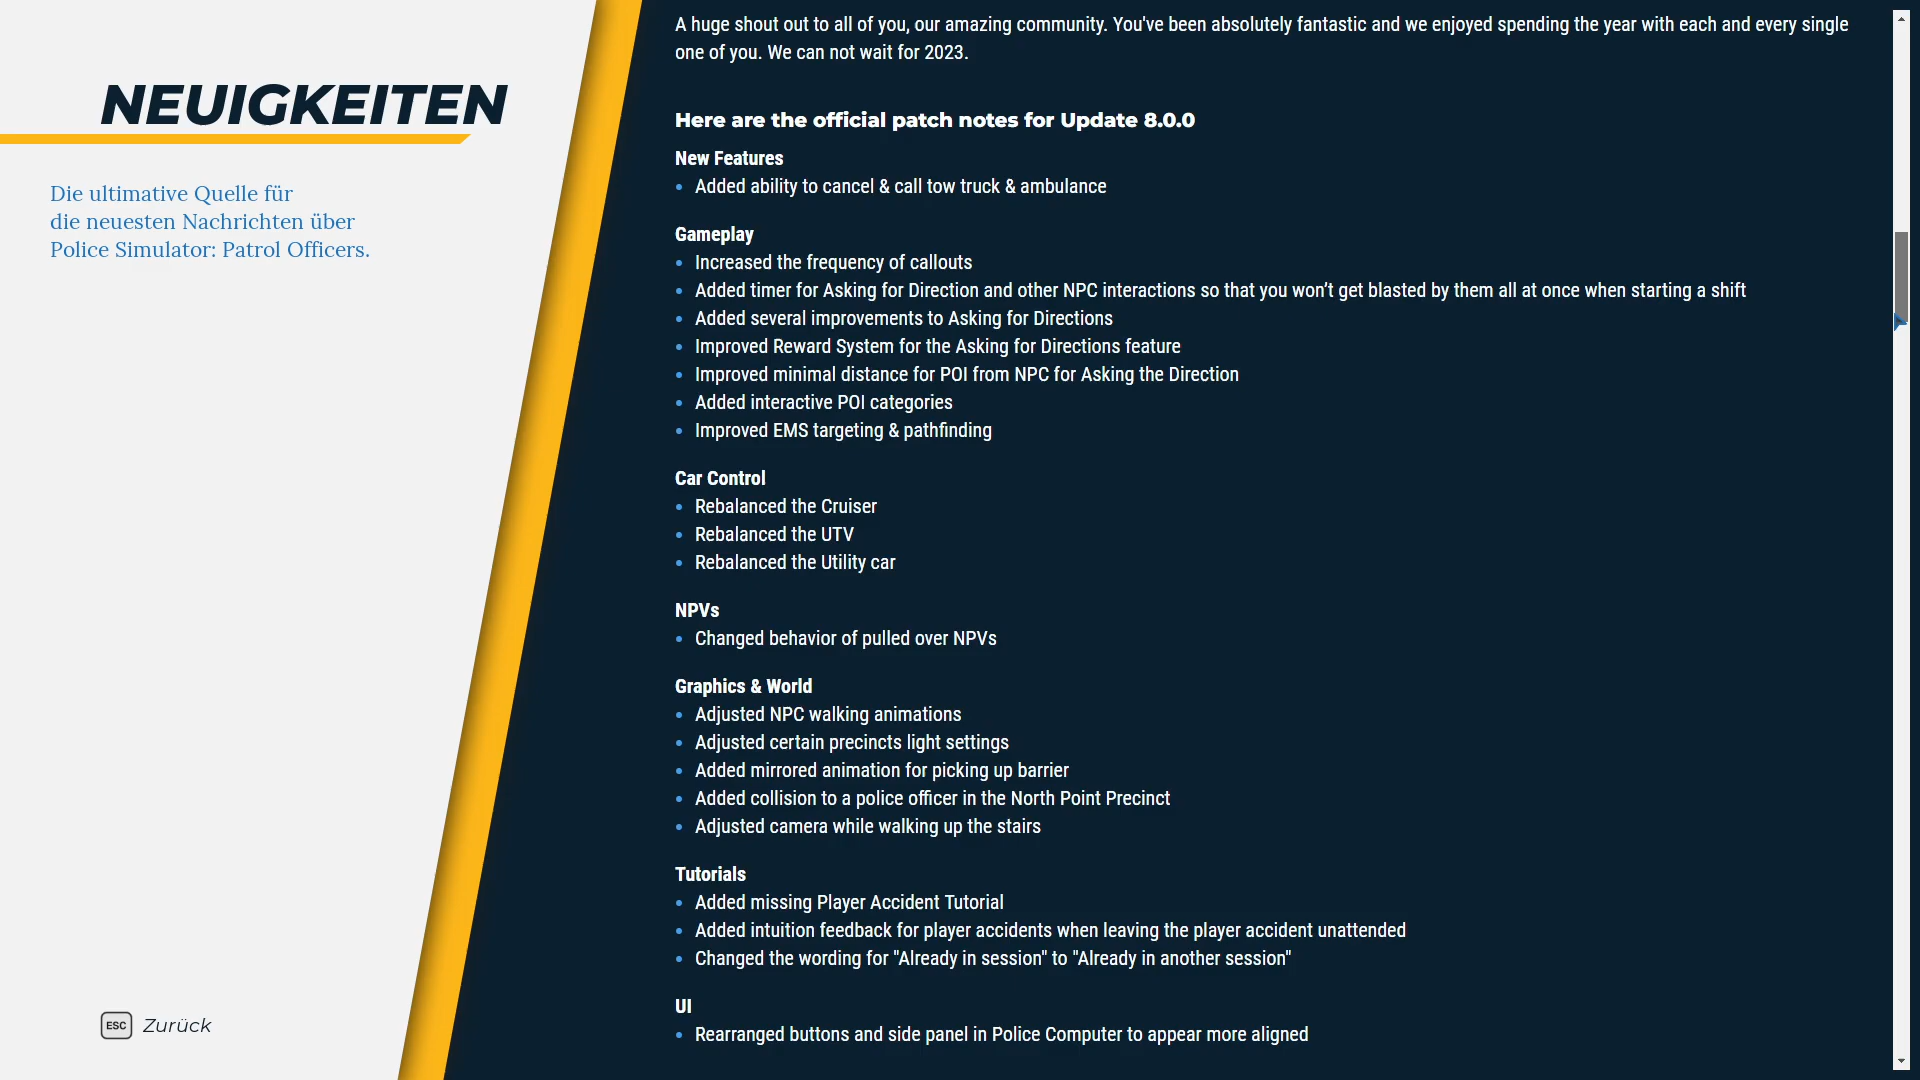 NEUIGKEITEN
Die ultimative Quelle für
die neuesten Nachrichten über
Police Simulator: Patrol Officers.
A huge shout out to all of you, our amazing community. You've been absolutely fantastic and we enjoyed spending the year with each and every single
one of you. We can not wait for 2023.
Here are the official patch notes for Update 8.0.0
New Features
• Added ability to cancel & call tow truck & ambulance
Gameplay
• Increased the frequency of callouts
• Added timer for Asking for Direction and other NPC interactions so that you won’t get blasted by them all at once when starting a shift
• Added several improvements to Asking for Directions
• Improved Reward System for the Asking for Directions feature
• Improved minimal distance for POI from NPC for Asking the Direction
• Added interactive POI categories
• Improved EMS targeting & pathfinding
Car Control
• Rebalanced the Cruiser
• Rebalanced the UTV
• Rebalanced the Utility car
NPVs
• Changed behavior of pulled over NPVs
Graphics & World
• Adjusted NPC walking animations
• Adjusted certain precincts light settings
• Added mirrored animation for picking up barrier
• Added collision to a police officer in the North Point Precinct
• Adjusted camera while walking up the stairs
Tutorials
• Added missing Player Accident Tutorial
• Added intuition feedback for player accidents when leaving the player accident unattended
• Changed the wording for "Already in session" to "Already in another session"
UI
• Rearranged buttons and side panel in Police Computer to appear more aligned
ESC Zurück